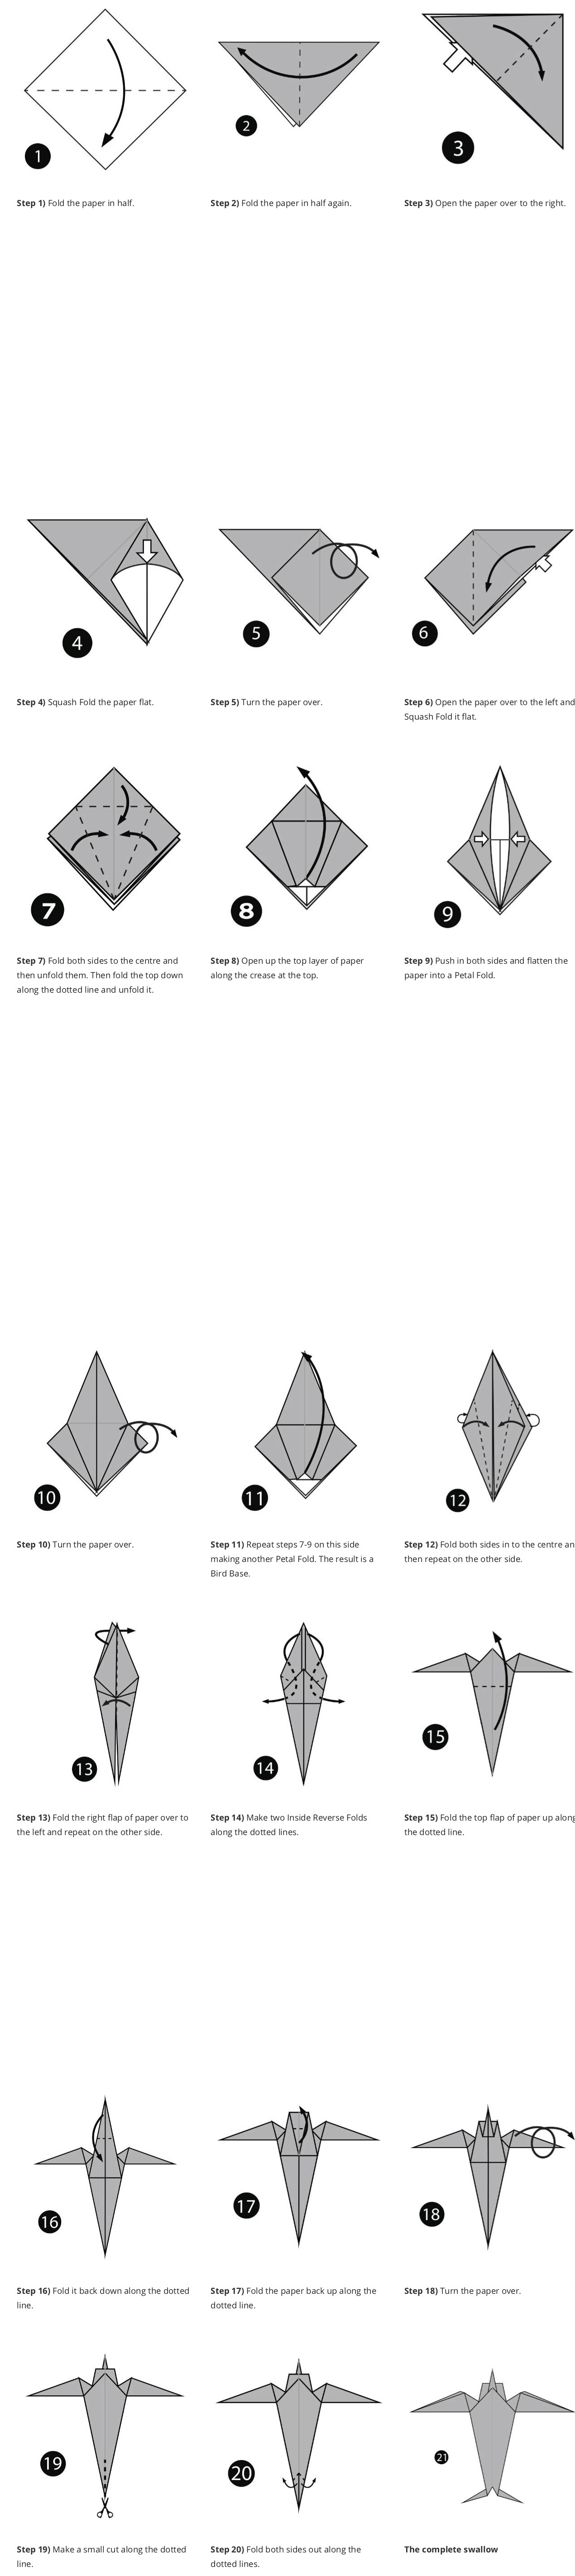 1
2
3
Step 1) Fold the paper in half.
Step 2) Fold the paper in half again.
Step 3) Open the paper over to the right.
4
5
6
Step 4) Squash Fold the paper flat.
Step 5) Turn the paper over.
Step 6) Open the paper over to the left and
Squash Fold it flat.
7
8
9
Step 7) Fold both sides to the centre and
then unfold them. Then fold the top down
along the dotted line and unfold it.
Step 8) Open up the top layer of paper
along the crease at the top.
Step 9) Push in both sides and flatten the
paper into a Petal Fold.
10
11
12
Step 10) Turn the paper over.
Step 11) Repeat steps 7-9 on this side
making another Petal Fold. The result is a
Bird Base.
Step 12) Fold both sides in to the centre an
then repeat on the other side.
13
14
15
Step 13) Fold the right flap of paper over to
the left and repeat on the other side.
Step 14) Make two Inside Reverse Folds
along the dotted lines.
Step 15) Fold the top flap of paper up along
the dotted line.
16
17
18
Step 16) Fold it back down along the dotted
line.
Step 17) Fold the paper back up along the
dotted line.
Step 18) Turn the paper over.
19
20
21
Step 19) Make a small cut along the dotted
line.
Step 20) Fold both sides out along the
dotted lines.
The complete swallow